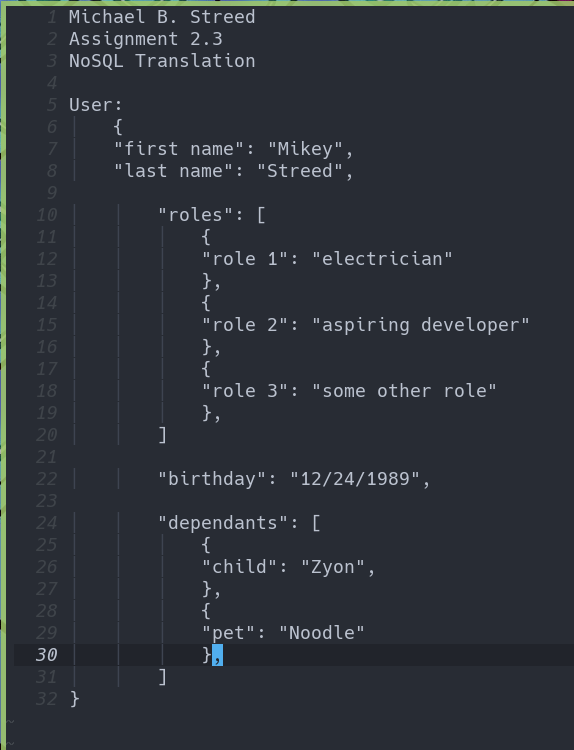 1 Michael B. Streed
2 Assignment 2.3
3 NoSQL Translation
4
5 User:
6 {
7 "first name": "Mikey",
8 "last name": "Streed",
9
10 "roles": [
11 {
12 "role 1": "electrician"
13 },
14 {
15 "role 2": "aspiring developer"
16 },
17 {
18 "role 3": "some other role"
19 },
20 ]
21
22 "birthday": "12/24/1989",
23
24 "dependants": [
25 {
26 "child": "Zyon",
27 },
28 {
29 "pet": "Noodle"
30 },
31 ]
32 }
~
~